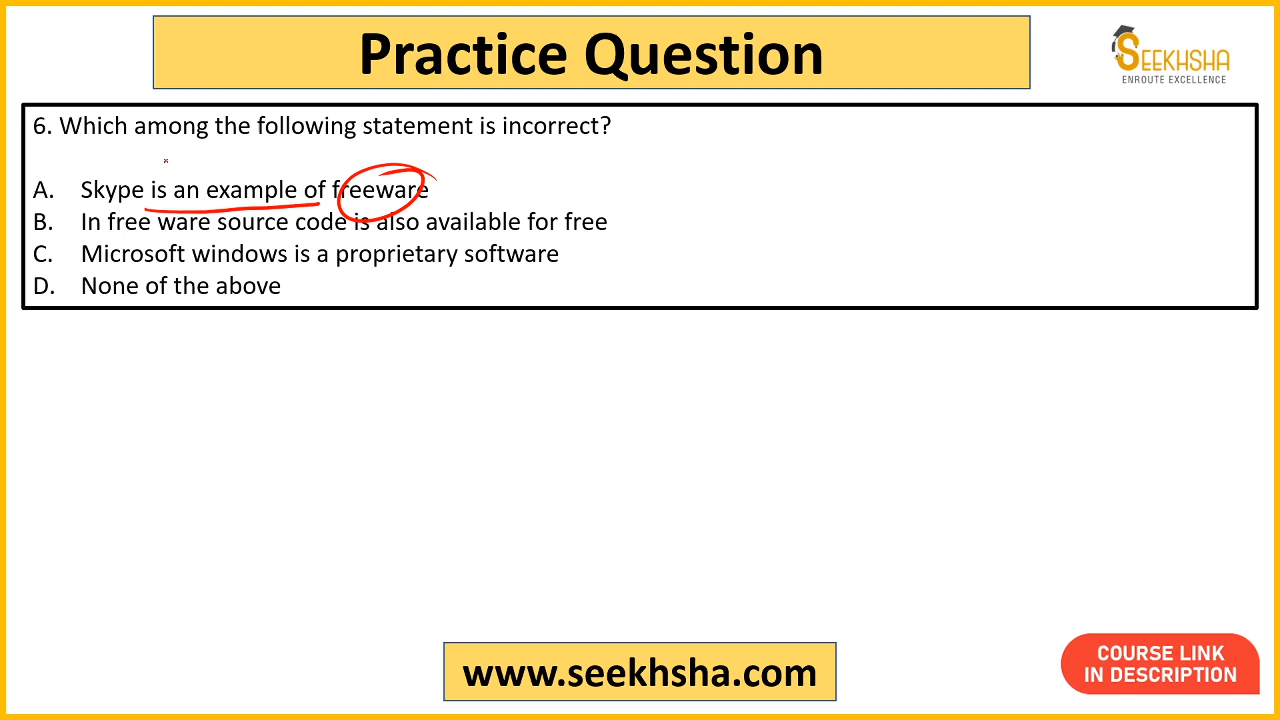 Practice Question
SEEKHSHA
ENROUTE EXCELLENCE
6. Which among the following statement is incorrect?
A. Skype is an example of freeware
B. In free ware source code is also available for free
C. Microsoft windows is a proprietary software
D. None of the above
www.seekhsha.com
COURSE LINK
IN DESCRIPTION